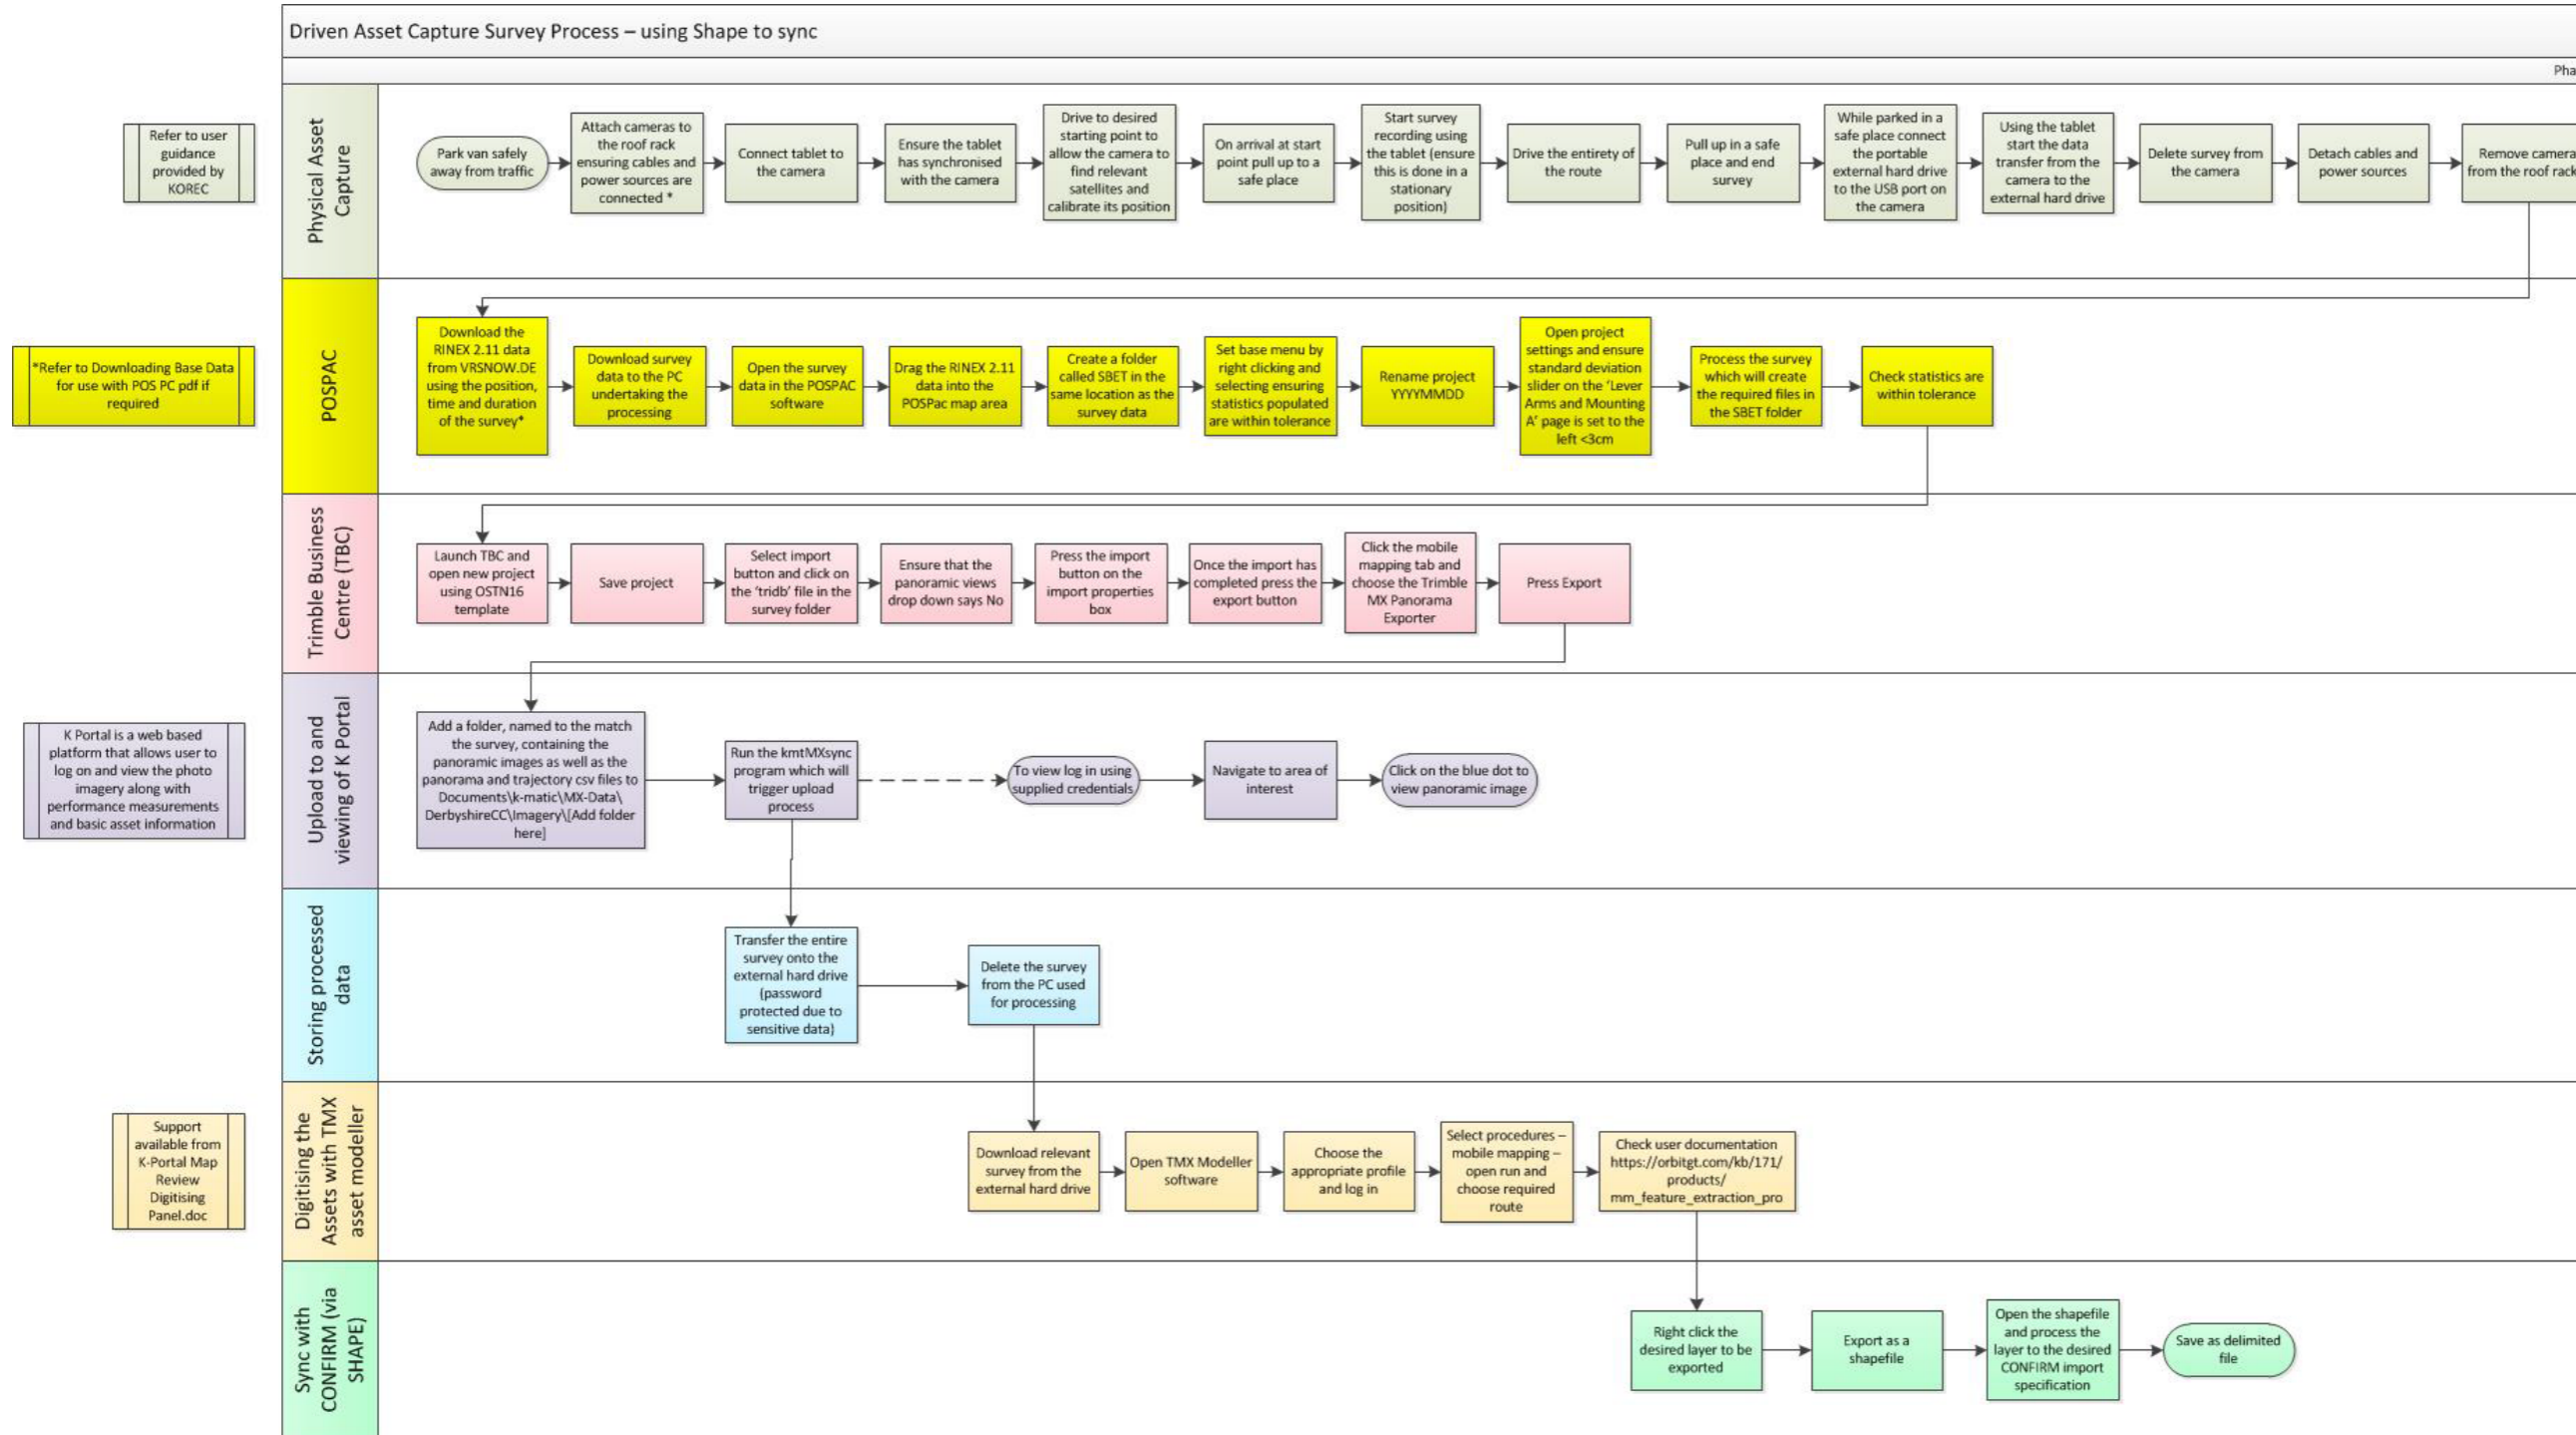 Driven Asset Capture Survey Process – using Shape to sync
Pha
Refer to user
guidance
provided by
KOREC
Physical Asset
Capture
Park van safely
away from traffic
Attach cameras to
the roof rack
ensuring cables and
power sources are
connected *
Connect tablet to
the camera
Ensure the tablet
has synchronised
with the camera
Drive to desired
starting point to
allow the camera to
find relevant
satellites and
calibrate its position
On arrival at start
point pull up to a
safe place
Start survey
recording using
the tablet (ensure
this is done in a
stationary
position)
Drive the entirety of
the route
Pull up in a safe
place and end
survey
While parked in a
safe place connect
the portable
external hard drive
to the USB port on
the camera
Using the tablet
start the data
transfer from the
camera to the
external hard drive
Delete survey from
the camera
Detach cables and
power sources
Remove camera
from the roof rack
*Refer to Downloading Base Data
for use with POS PC pdf if
required
POSPAC
Download the
RINEX 2.11 data
from VRSNOW.DE
using the position,
time and duration
of the survey*
Download survey
data to the PC
undertaking the
processing
Open the survey
data in the POSPAC
software
Drag the RINEX 2.11
data into the
POSPac map area
Create a folder
called SBET in the
same location as the
survey data
Set base menu by
right clicking and
selecting ensuring
statistics populated
are within tolerance
Rename project
YYYYMMDD
Open project
settings and ensure
standard deviation
slider on the ‘Lever
Arms and Mounting
A’ page is set to the
left <3cm
Process the survey
which will create
the required files in
the SBET folder
Check statistics are
within tolerance
Trimble Business
Centre (TBC)
Launch TBC and
open new project
using OSTN16
template
Save project
Select import
button and click on
the ‘tridb’ file in the
survey folder
Ensure that the
panoramic views
drop down says No
Press the import
button on the
import properties
box
Once the import has
completed press the
export button
Click the mobile
mapping tab and
choose the Trimble
MX Panorama
Exporter
Press Export
K Portal is a web based
platform that allows user to
log on and view the photo
imagery along with
performance measurements
and basic asset information
Upload to and
viewing of K Portal
Add a folder, named to the match
the survey, containing the
panoramic images as well as the
panorama and trajectory csv files to
Documents\k-matic\MX-Data\
DerbyshireCC\Imagery\[Add folder
here]
Run the kmtMXsync
program which will
trigger upload
process
To view log in using
supplied credentials
Navigate to area of
interest
Click on the blue dot to
view panoramic image
Storing processed
data
Transfer the entire
survey onto the
external hard drive
(password
protected due to
sensitive data)
Delete the survey
from the PC used
for processing
Support
available from
K-Portal Map
Review
Digitising
Panel.doc
Digitising the
Assets with TMX
asset modeller
Download relevant
survey from the
external hard drive
Open TMX Modeller
software
Choose the
appropriate profile
and log in
Select procedures –
mobile mapping –
open run and
choose required
route
Check user documentation
https://orbitgt.com/kb/171/
products/
mm_feature_extraction_pro
Sync with
CONFIRM (via
SHAPE)
Right click the
desired layer to be
exported
Export as a
shapefile
Open the shapefile
and process the
layer to the desired
CONFIRM import
specification
Save as delimited
file